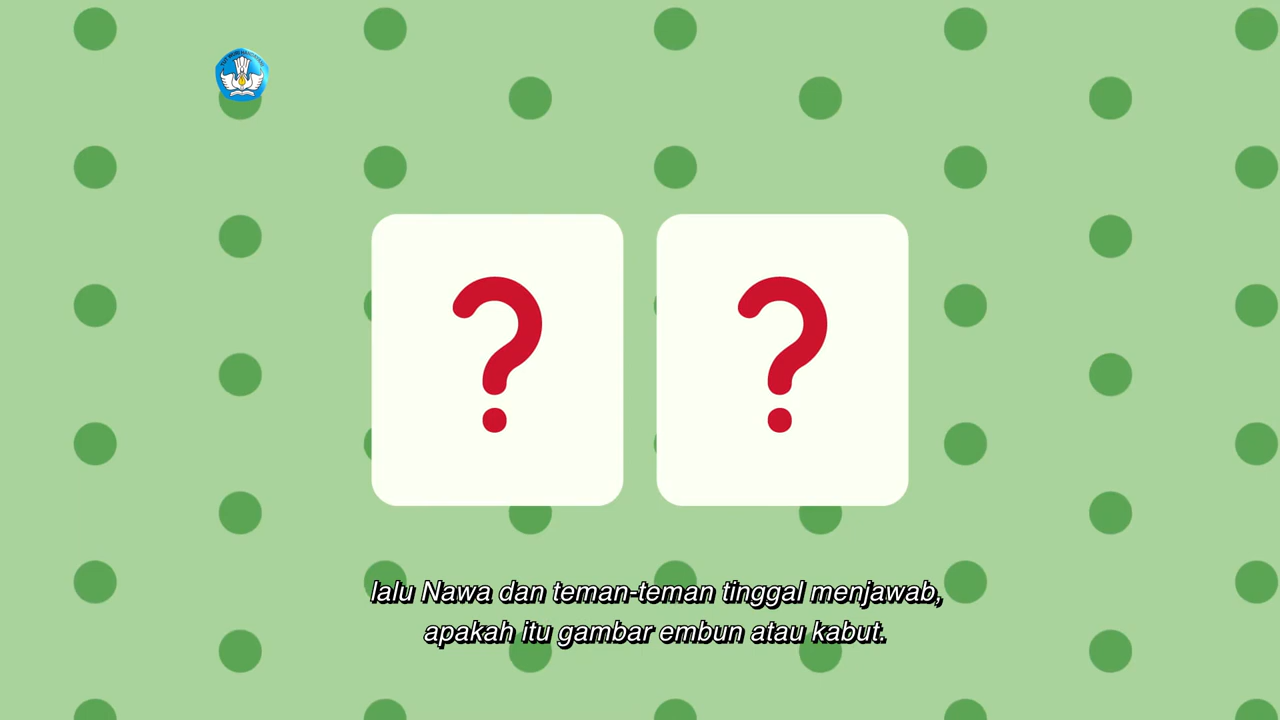 ?
?
lalu Nawa dan teman-teman tinggal menjawab,
apakah itu gambar embun atau kabut.